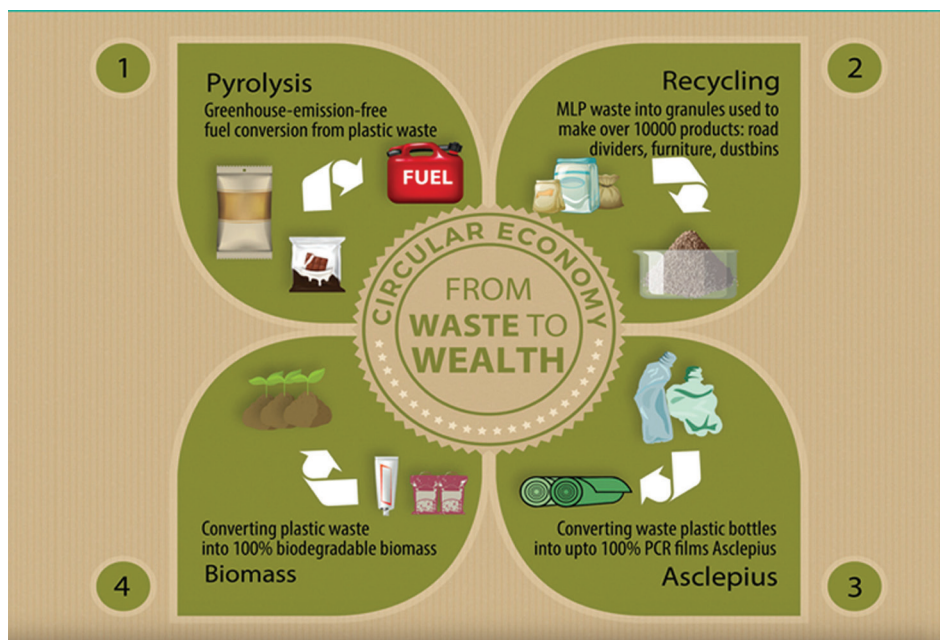 1
Pyrolysis
Greenhouse-emission-free
fuel conversion from plastic waste
FUEL
2
Recycling
MLP waste into granules used to
make over 10000 products: road
dividers, furniture, dustbins
CIRCULAR ECONOMY
FROM
WASTE TO
WEALTH
Converting plastic waste
into 100% biodegradable biomass
Biomass
4
Converting waste plastic bottles
into upto 100% PCR films Asclepius
Asclepius
3